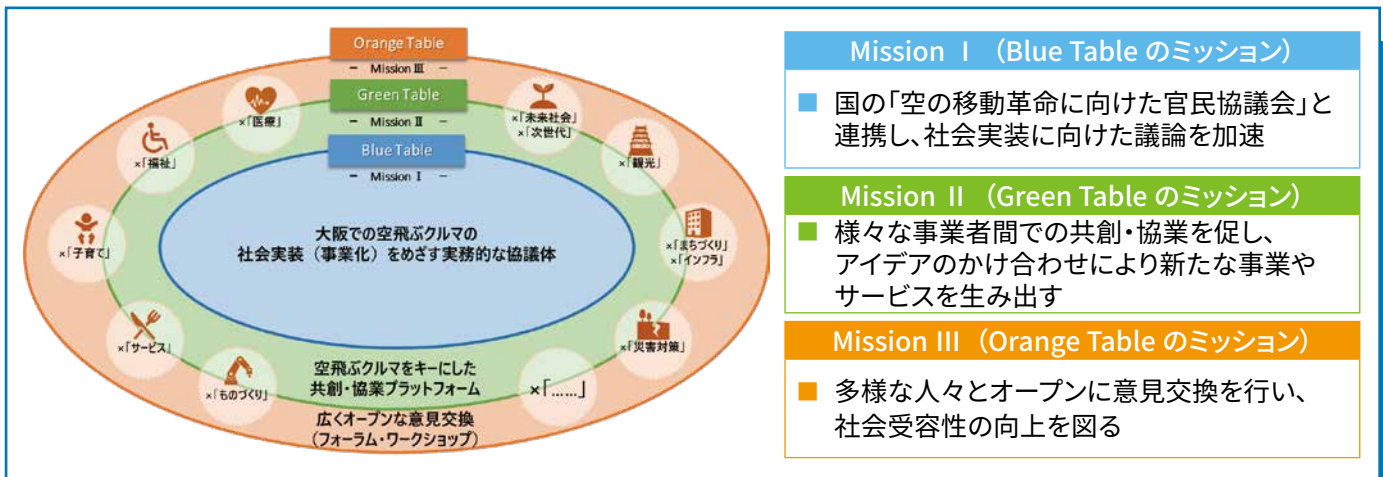 Orange Table
－ Mission Ⅲ －
Green Table
－ Mission Ⅱ －
Blue Table
－ Mission Ⅰ －
×「医療」
×「未来社会」
×「次世代」
×「福祉」
×「観光」
×「子育て」
×「まちづくり」
×「インフラ」
大阪での空飛ぶクルマの
社会実装（事業化）をめざす実務的な協議体
×「サービス」
×「災害対策」
×「ものづくり」
×「……」
空飛ぶクルマをキーにした
共創・協業プラットフォーム
広くオープンな意見交換
（フォーラム・ワークショップ）
Mission Ⅰ （Blue Table のミッション）
■ 国の「空の移動革命に向けた官民協議会」と
連携し、社会実装に向けた議論を加速
Mission Ⅱ （Green Table のミッション）
■ 様々な事業者間での共創・協業を促し、
アイデアのかけ合わせにより新たな事業や
サービスを生み出す
Mission Ⅲ （Orange Table のミッション）
■ 多様な人々とオープンに意見交換を行い、
社会受容性の向上を図る